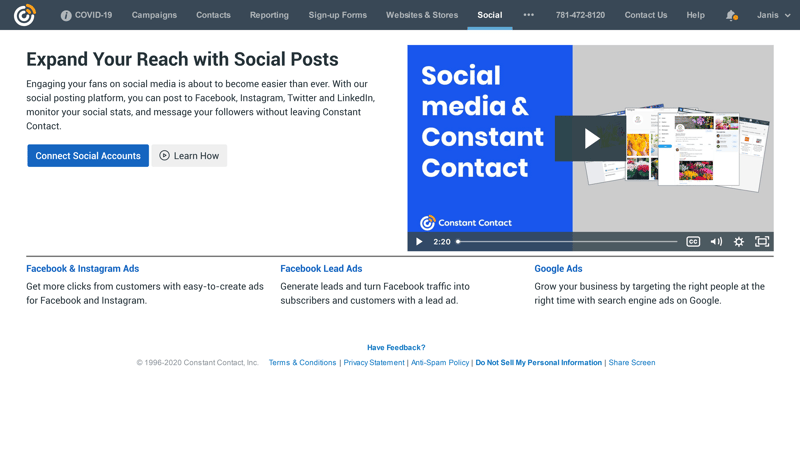 COVID-19 Campaigns Contacts Reporting Sign-up Forms Websites & Stores Social ••• 781-472-8120 Contact Us Help Janis
Expand Your Reach with Social Posts
Engaging your fans on social media is about to become easier than ever. With our
social posting platform, you can post to Facebook, Instagram, Twitter and LinkedIn,
monitor your social stats, and message your followers without leaving Constant
Contact.
Connect Social Accounts Learn How
Social
media &
Constant
Contact
Constant Contact
2:20 CC
Facebook & Instagram Ads
Get more clicks from customers with easy-to-create ads
for Facebook and Instagram.
Facebook Lead Ads
Generate leads and turn Facebook traffic into
subscribers and customers with a lead ad.
Google Ads
Grow your business by targeting the right people at the
right time with search engine ads on Google.
Have Feedback?
© 1996-2020 Constant Contact, Inc. Terms & Conditions | Privacy Statement | Anti-Spam Policy | Do Not Sell My Personal Information | Share Screen